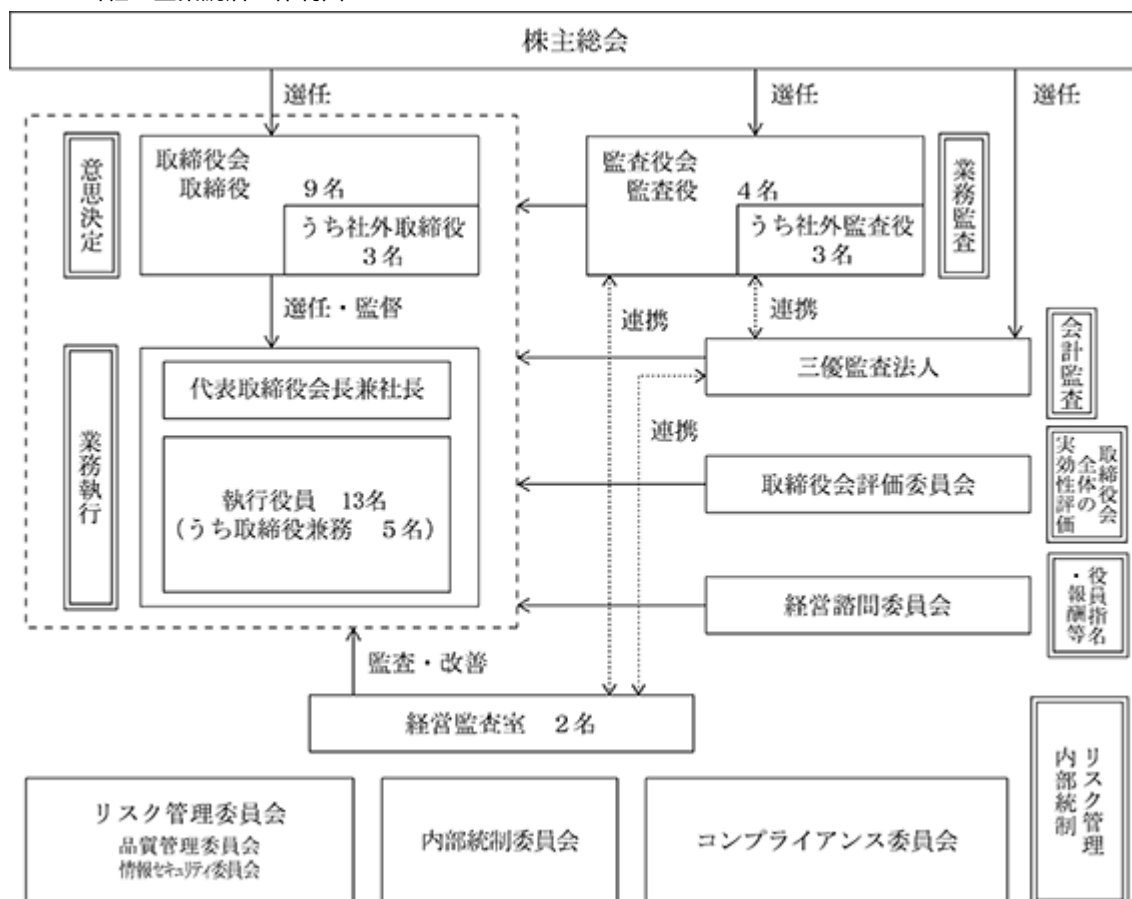 株主総会
選任
選任
選任
意思決定
取締役会
取締役 9名
うち社外取締役
3名
監査役会
監査役 4名
うち社外監査役
3名
業務監査
選任・監督
連携
連携
業務執行
代表取締役会長兼社長
執行役員 13名
(うち取締役兼務 5名)
三優監査法人
会計監査
連携
取締役会評価委員会
取締役会
全体の
実効性評価
経営諮問委員会
役員指名
・報酬等
監査・改善
経営監査室 2名
リスク管理委員会
品質管理委員会
情報セキュリティ委員会
内部統制委員会
コンプライアンス委員会
リスク管理
内部統制